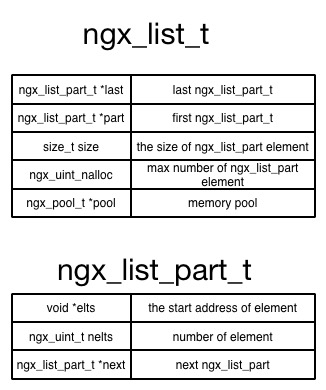 ngx_list_t
ngx_list_part_t *last last ngx_list_part_t
ngx_list_part_t *part first ngx_list_part_t
size_t size the size of ngx_list_part element
ngx_uint_nalloc max number of ngx_list_part element
ngx_pool_t *pool memory pool
ngx_list_part_t
void *elts the start address of element
ngx_uint_t nelts number of element
ngx_list_part_t *next next ngx_list_part